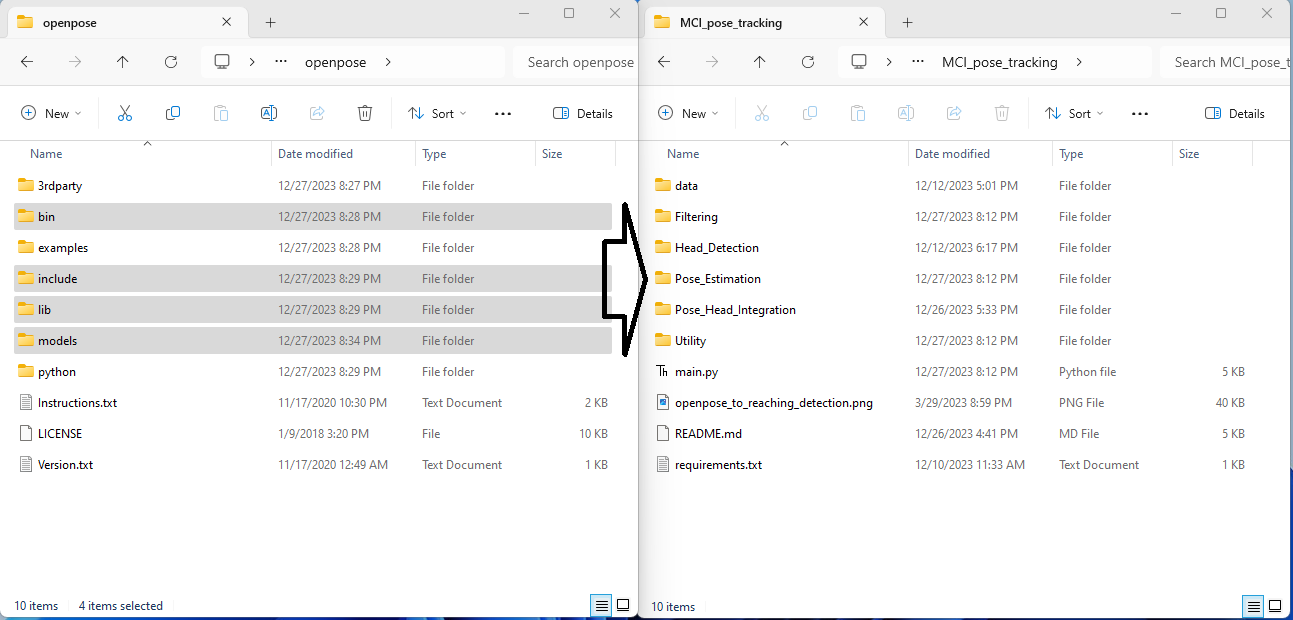 openpose
openpose
Search openpose
New
Sort
Details
Name Date modified Type Size
3rdparty 12/27/2023 8:27 PM File folder
bin 12/27/2023 8:28 PM File folder
examples 12/27/2023 8:28 PM File folder
include 12/27/2023 8:29 PM File folder
lib 12/27/2023 8:29 PM File folder
models 12/27/2023 8:34 PM File folder
python 12/27/2023 8:29 PM File folder
Instructions.txt 11/17/2020 10:30 PM Text Document 2 KB
LICENSE 1/9/2018 3:20 PM File 10 KB
Version.txt 11/17/2020 12:49 AM Text Document 1 KB
10 items 4 items selected
MCI_pose_tracking
MCI_pose_tracking
Search MCI_pose_t
New
Sort
Details
Name Date modified Type Size
data 12/12/2023 5:01 PM File folder
Filtering 12/27/2023 8:12 PM File folder
Head_Detection 12/12/2023 6:17 PM File folder
Pose_Estimation 12/27/2023 8:12 PM File folder
Pose_Head_Integration 12/26/2023 5:33 PM File folder
Utility 12/27/2023 8:12 PM File folder
main.py 12/27/2023 8:12 PM Python file 5 KB
openpose_to_reaching_detection.png 3/29/2023 8:59 PM PNG File 40 KB
README.md 12/26/2023 4:41 PM MD File 5 KB
requirements.txt 12/10/2023 11:33 AM Text Document 1 KB
10 items